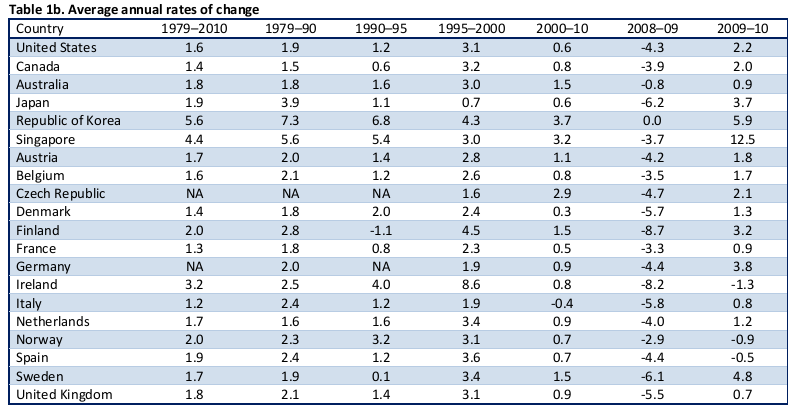 Table 1b. Average annual rates of change
Country 1979–2010 1979–90 1990–95 1995–2000 2000–10 2008–09 2009–10
United States 1.6 1.9 1.2 3.1 0.6 -4.3 2.2
Canada 1.4 1.5 0.6 3.2 0.8 -3.9 2.0
Australia 1.8 1.8 1.6 3.0 1.5 -0.8 0.9
Japan 1.9 3.9 1.1 0.7 0.6 -6.2 3.7
Republic of Korea 5.6 7.3 6.8 4.3 3.7 0.0 5.9
Singapore 4.4 5.6 5.4 3.0 3.2 -3.7 12.5
Austria 1.7 2.0 1.4 2.8 1.1 -4.2 1.8
Belgium 1.6 2.1 1.2 2.6 0.8 -3.5 1.7
Czech Republic NA NA NA 1.6 2.9 -4.7 2.1
Denmark 1.4 1.8 2.0 2.4 0.3 -5.7 1.3
Finland 2.0 2.8 -1.1 4.5 1.5 -8.7 3.2
France 1.3 1.8 0.8 2.3 0.5 -3.3 0.9
Germany NA 2.0 NA 1.9 0.9 -4.4 3.8
Ireland 3.2 2.5 4.0 8.6 0.8 -8.2 -1.3
Italy 1.2 2.4 1.2 1.9 -0.4 -5.8 0.8
Netherlands 1.7 1.6 1.6 3.4 0.9 -4.0 1.2
Norway 2.0 2.3 3.2 3.1 0.7 -2.9 -0.9
Spain 1.9 2.4 1.2 3.6 0.7 -4.4 -0.5
Sweden 1.7 1.9 0.1 3.4 1.5 -6.1 4.8
United Kingdom 1.8 2.1 1.4 3.1 0.9 -5.5 0.7